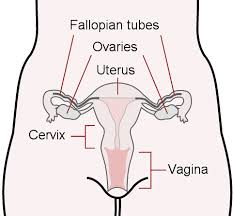 Fallopian tubes
Ovaries
Uterus
Cervix
Vagina